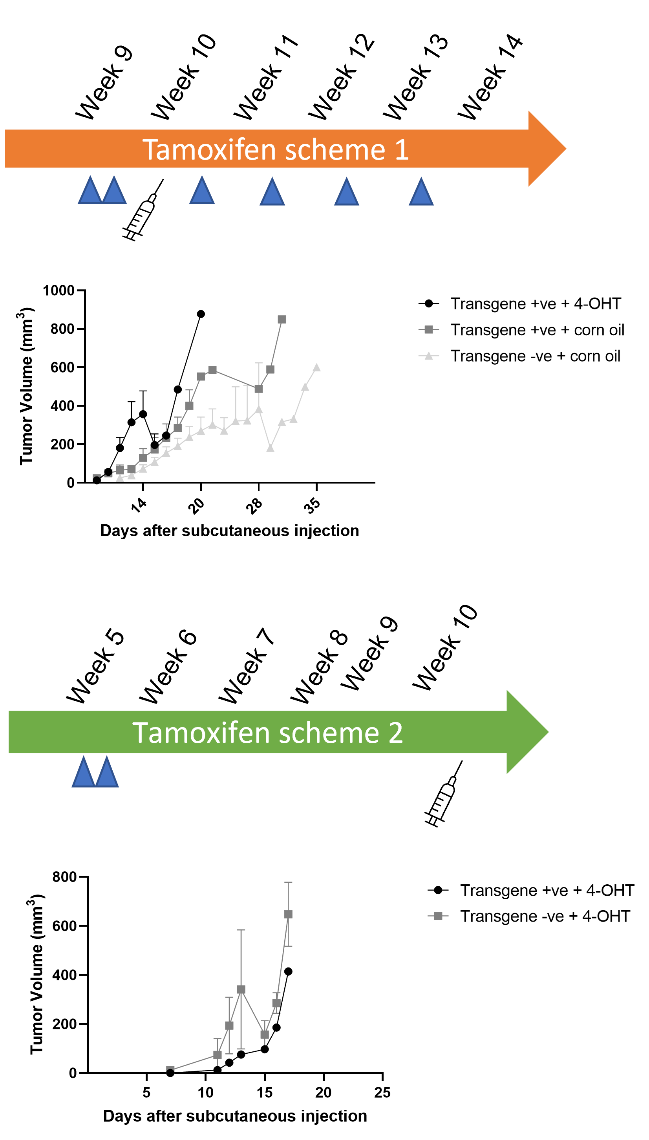 Week 9
Week 10
Week 11
Week 12
Week 13
Week 14
Tamoxifen scheme 1
Tumor Volume (mm³)
1000
800
600
400
200
0
14
20
28
35
Days after subcutaneous injection
Transgene +ve + 4-OHT
Transgene +ve + corn oil
Transgene -ve + corn oil
Week 5
Week 6
Week 7
Week 8
Week 9
Week 10
Tamoxifen scheme 2
Tumor Volume (mm³)
800
600
400
200
0
5
10
15
20
25
Days after subcutaneous injection
Transgene +ve + 4-OHT
Transgene -ve + 4-OHT